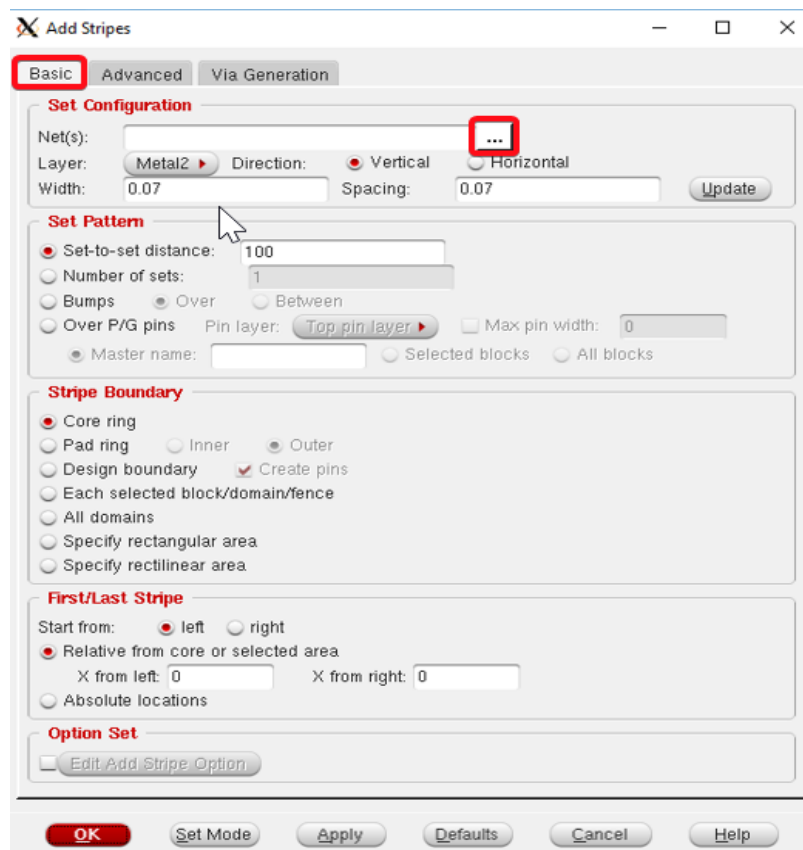 Add Stripes
Basic Advanced Via Generation
Set Configuration
Net(s): ...
Layer: Metal2 Direction: Vertical Horizontal
Width: 0.07 Spacing: 0.07 Update
Set Pattern
Set-to-set distance: 100
Number of sets: 1
Bumps Over Between
Over P/G pins Pin layer: Top pin layer Max pin width: 0
Master name: Selected blocks All blocks
Stripe Boundary
Core ring
Pad ring Inner Outer
Design boundary Create pins
Each selected block/domain/fence
All domains
Specify rectangular area
Specify rectilinear area
First/Last Stripe
Start from: left right
Relative from core or selected area
X from left: 0 X from right: 0
Absolute locations
Option Set
Edit Add Stripe Option
OK Set Mode Apply Defaults Cancel Help